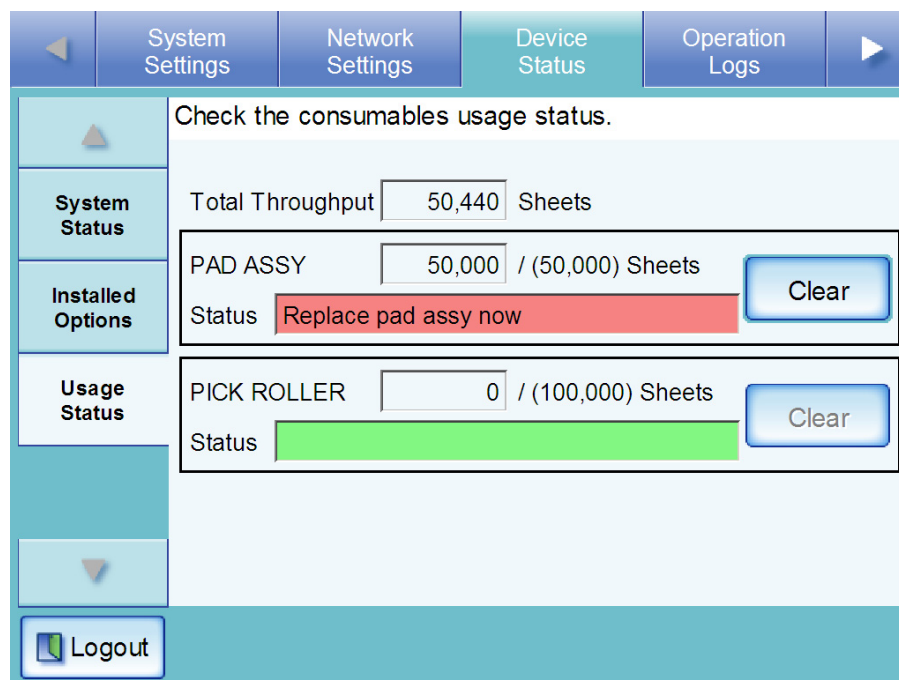 System Settings
Network Settings
Device Status
Operation Logs
Check the consumables usage status.
System Status
Installed Options
Usage Status
Total Throughput 50,440 Sheets
PAD ASSY 50,000 / (50,000) Sheets
Status Replace pad assy now
Clear
PICK ROLLER 0 / (100,000) Sheets
Status
Clear
Logout